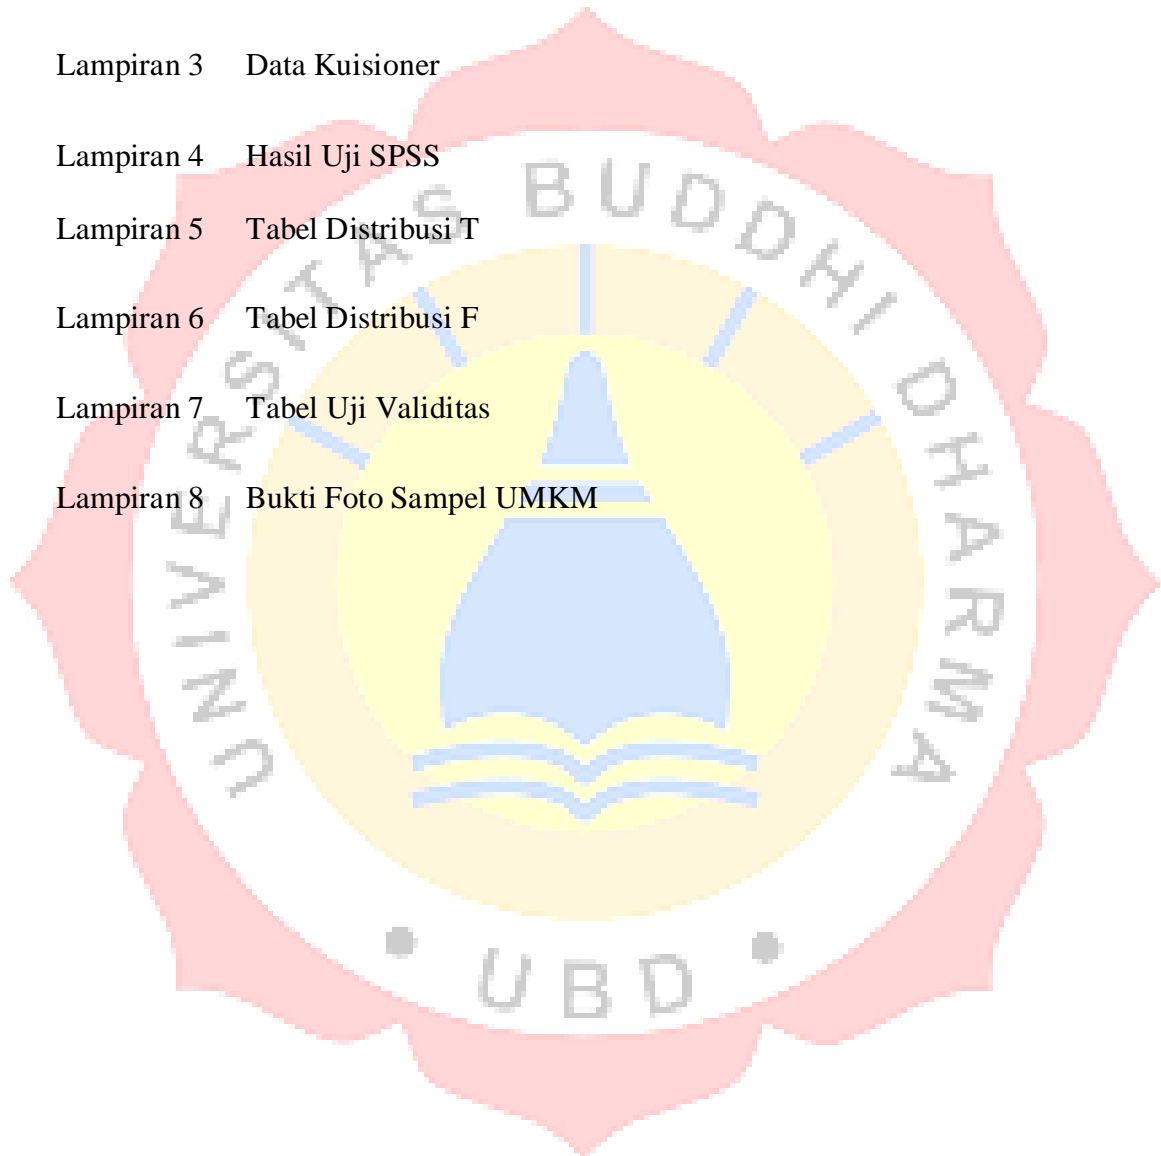 Lampiran 3 Data Kuisioner
Lampiran 4 Hasil Uji SPSS
Lampiran 5 Tabel Distribusi T
Lampiran 6 Tabel Distribusi F
Lampiran 7 Tabel Uji Validitas
Lampiran 8 Bukti Foto Sampel UMKM
UNIVERSITAS BUDDHI DHARMA
• UBD •